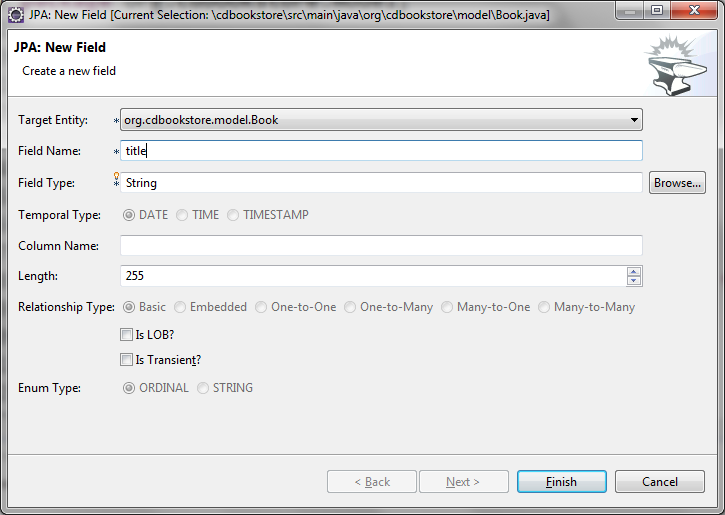 JPA: New Field [Current Selection: \cdbookstore\src\main\java\org\cdbookstore\model\Book.java]
JPA: New Field
Create a new field
Target Entity: * org.cdbookstore.model.Book
Field Name: * title
Field Type: * String Browse...
Temporal Type: DATE TIME TIMESTAMP
Column Name:
Length: 255
Relationship Type: Basic Embedded One-to-One One-to-Many Many-to-One Many-to-Many
Is LOB?
Is Transient?
Enum Type: ORDINAL STRING
< Back Next > Finish Cancel